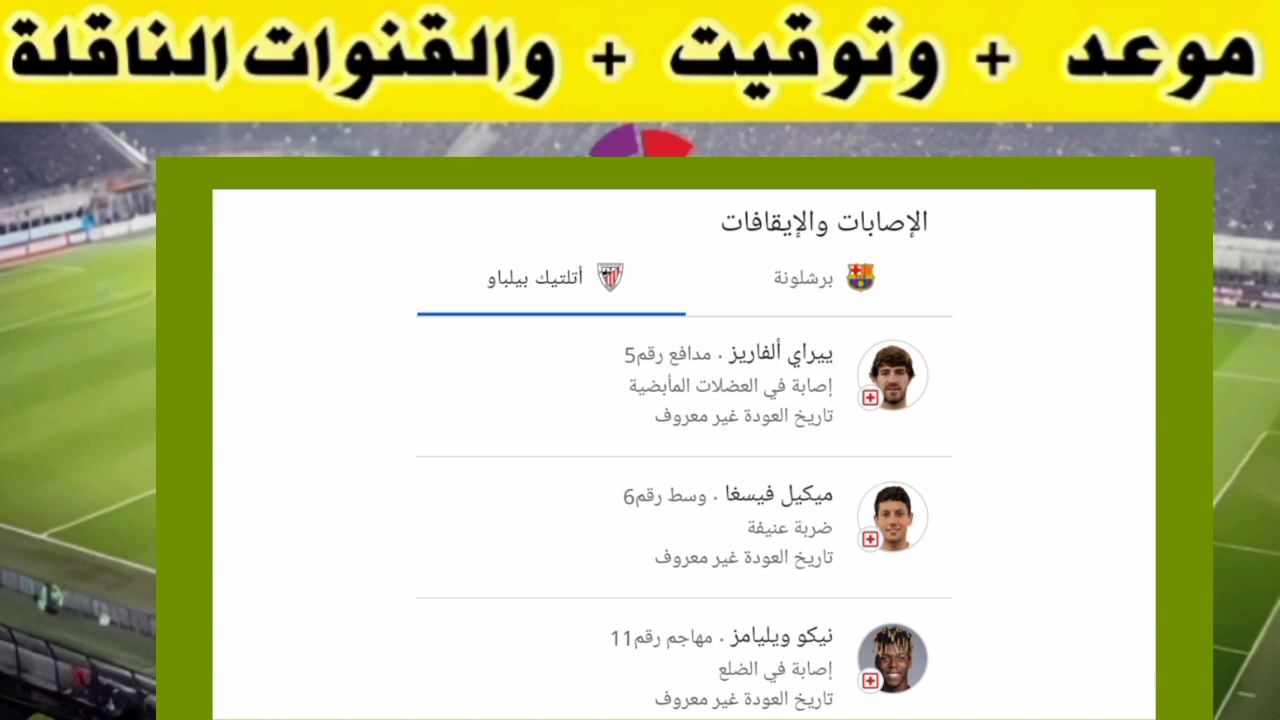 موعد + وتوقيت + والقنوات الناقلة
الإصابات والإيقافات
برشلونة
أتلتيك بيلباو
ييراي ألفاريز · مدافع رقم5
إصابة في العضلات المأبضية
تاريخ العودة غير معروف
ميكيل فيسغا · وسط رقم6
ضربة عنيفة
تاريخ العودة غير معروف
نيكو ويليامز · مهاجم رقم11
إصابة في الضلع
تاريخ العودة غير معروف